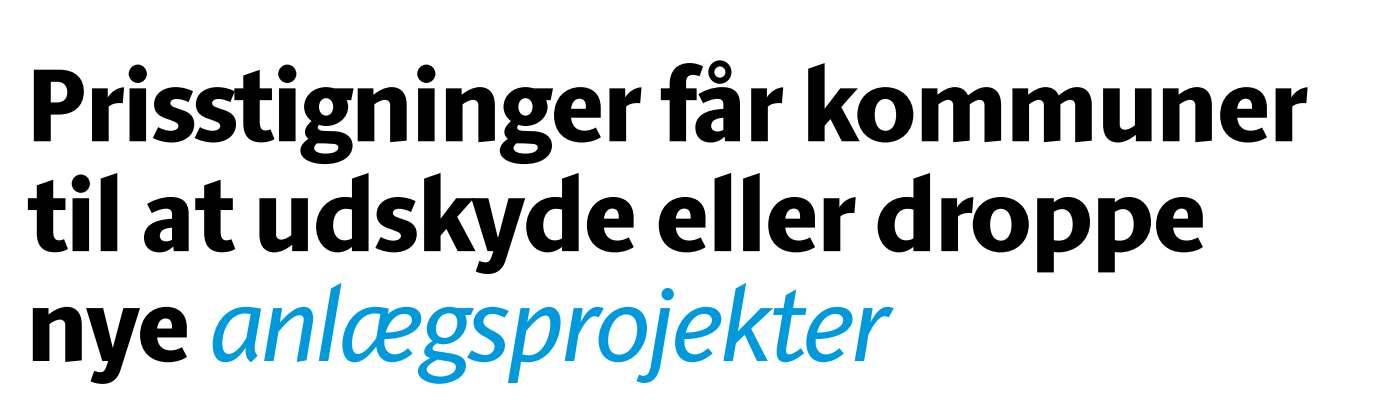 Prisstigninger får kommuner
til at udskyde eller droppe
nye anlægsprojekter